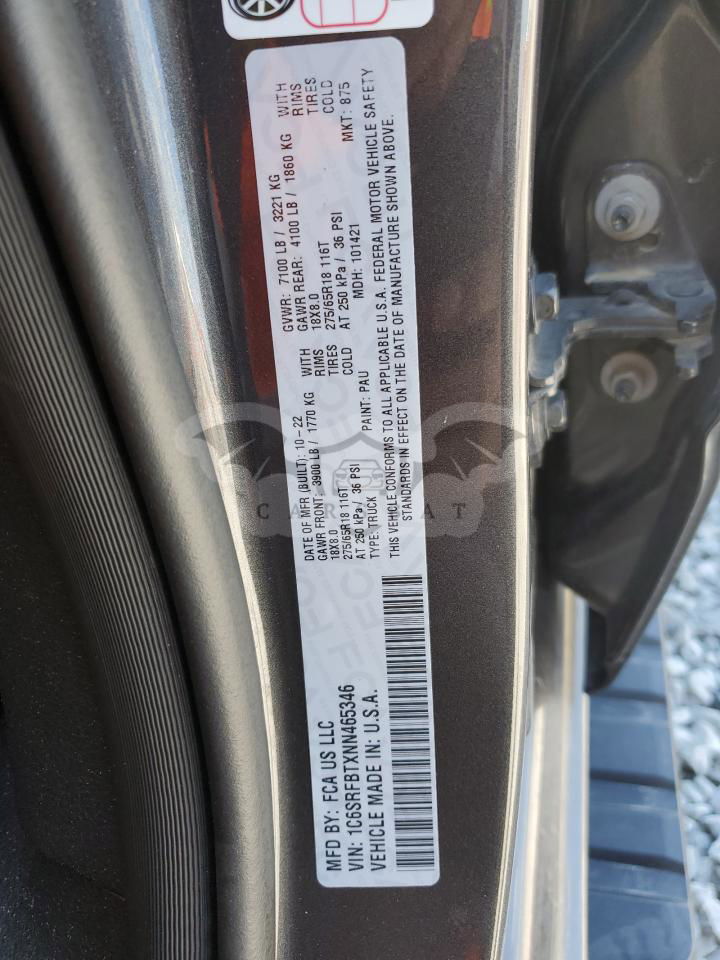 MFD BY: FCA US LLC
VIN: 1C6SRFBTXNN465346
VEHICLE MADE IN: U.S.A.
DATE OF MFR (BUILT): 10-22 GVWR: 7100 LB / 3221 KG
GAWR FRONT: 3900 LB / 1770 KG WITH GAWR REAR: 4100 LB / 1860 KG WITH
18X8.0 RIMS 18X8.0 RIMS
275/65R18 116T TIRES 275/65R18 116T TIRES
AT 250 kPa / 36 PSI COLD AT 250 kPa / 36 PSI COLD
TYPE: TRUCK PAINT: PAU MDH: 101421 MKT: 875
THIS VEHICLE CONFORMS TO ALL APPLICABLE U.S.A. FEDERAL MOTOR VEHICLE SAFETY
STANDARDS IN EFFECT ON THE DATE OF MANUFACTURE SHOWN ABOVE.